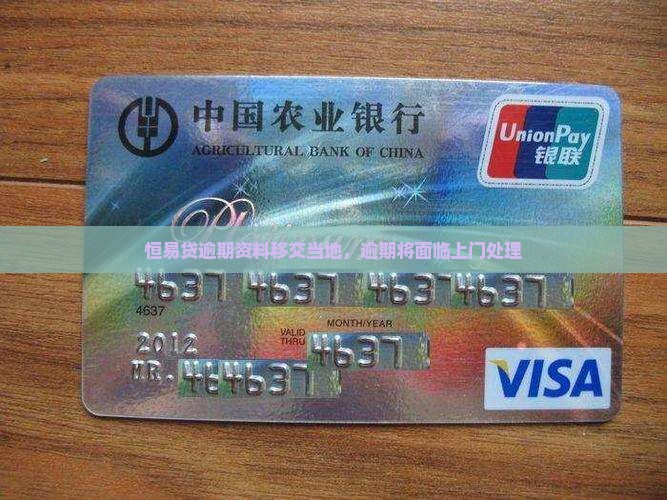 中国农业银行
AGRICULTURAL BANK OF CHINA
UnionPay
银联
恒易贷逾期资料移交当地，逾期将面临上门处理
4637 4637 4637 4637
4637
MONTH/YEAR
VALID
THRU
2012 4637
MR. 464637
VISA